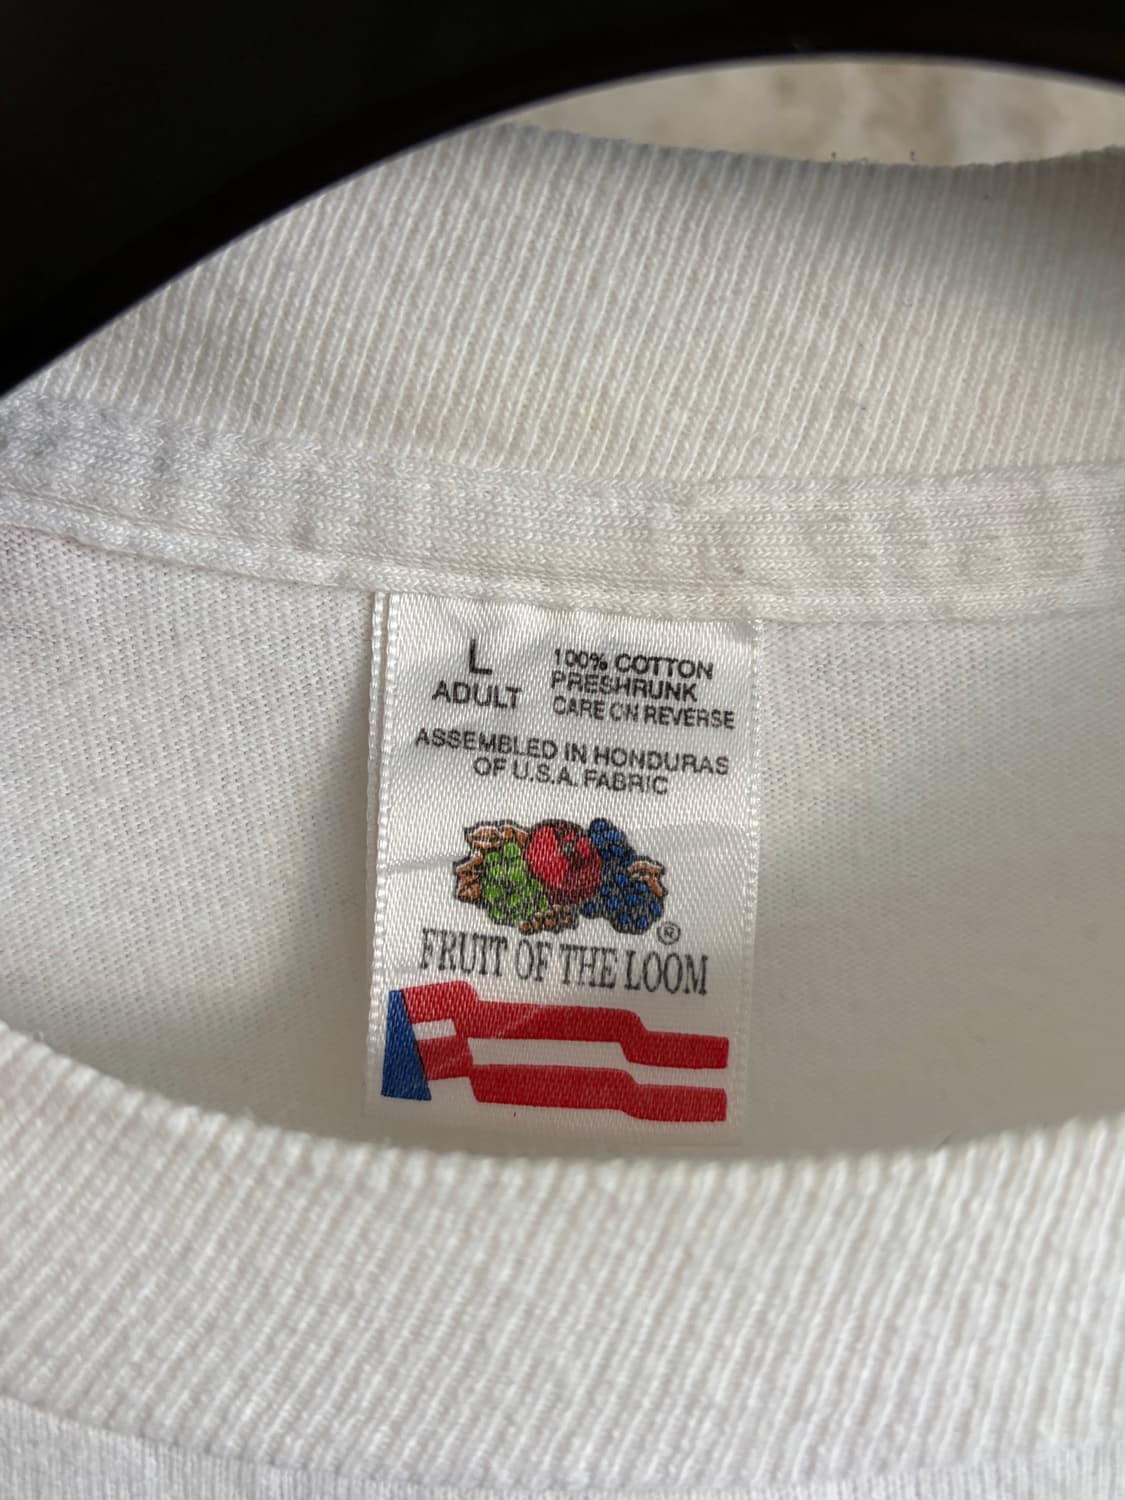 L
ADULT
100% COTTON
PRESHRUNK
CARE ON REVERSE
ASSEMBLED IN HONDURAS
OF U.S.A. FABRIC
®
FRUIT OF THE LOOM